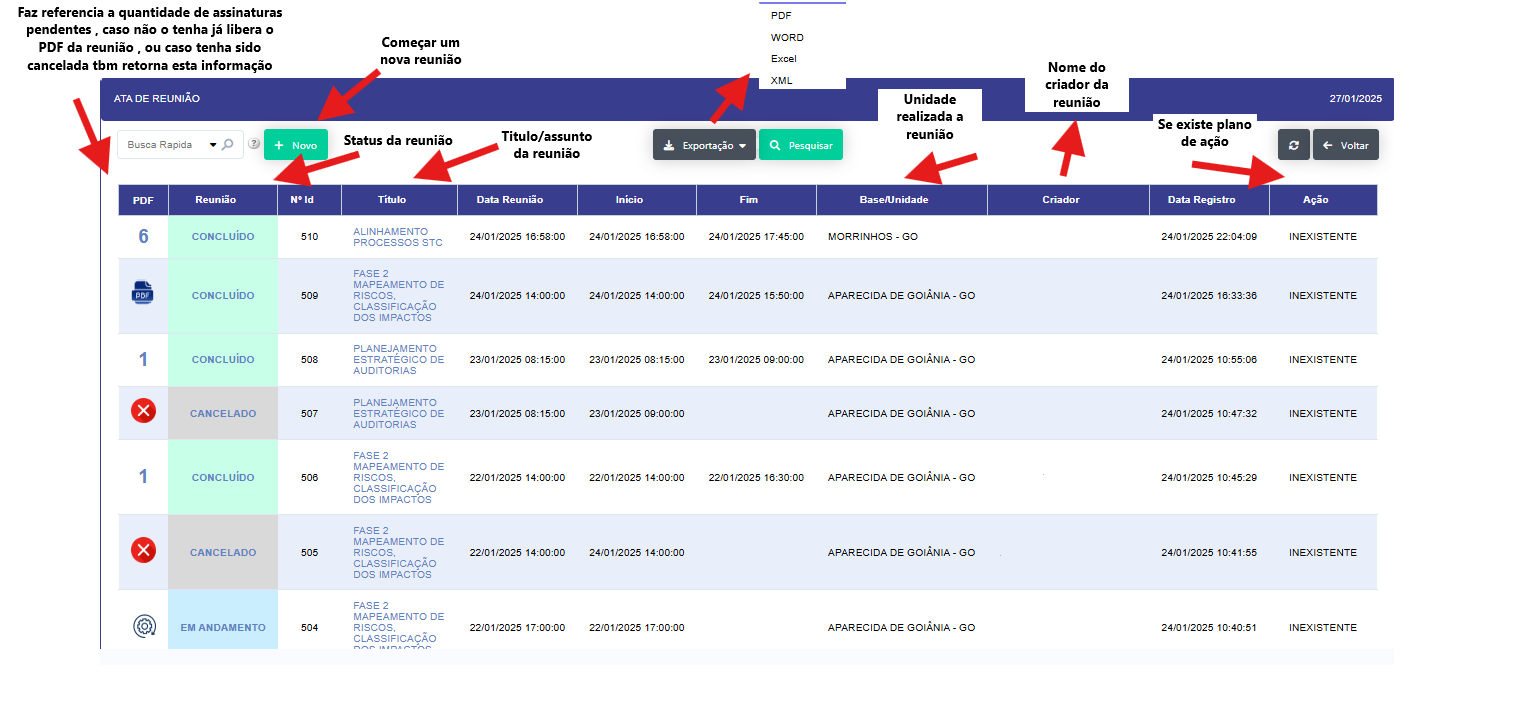 Faz referencia a quantidade de assinaturas
pendentes , caso não o tenha já libera o
PDF da reunião , ou caso tenha sido
cancelada tbm retorna esta informação
Começar um
nova reunião
PDF
WORD
Excel
XML
Nome do
criador da
reunião
Unidade
realizada a
reunião
ATA DE REUNIÃO
27/01/2025
Se existe plano
de ação
Status da reunião
Titulo/assunto
da reunião
Busca Rapida
?
+ Novo
Exportação
Pesquisar
Voltar
PDF Reunião Nº Id Título Data Reunião Início Fim Base/Unidade Criador Data Registro Ação
6 CONCLUÍDO 510 ALINHAMENTO 24/01/2025 16:58:00 24/01/2025 16:58:00 24/01/2025 17:45:00 MORRINHOS - GO 24/01/2025 22:04:09 INEXISTENTE
PROCESSOS STC
FASE 2
MAPEAMENTO DE
PDF CONCLUÍDO 509 RISCOS, 24/01/2025 14:00:00 24/01/2025 14:00:00 24/01/2025 15:50:00 APARECIDA DE GOIÂNIA - GO 24/01/2025 16:33:36 INEXISTENTE
CLASSIFICAÇÃO
DOS IMPACTOS
PLANEJAMENTO
1 CONCLUÍDO 508 ESTRATÉGICO DE 23/01/2025 08:15:00 23/01/2025 08:15:00 23/01/2025 09:00:00 APARECIDA DE GOIÂNIA - GO 24/01/2025 10:55:06 INEXISTENTE
AUDITORIAS
PLANEJAMENTO
CANCELADO 507 ESTRATÉGICO DE 23/01/2025 08:15:00 23/01/2025 09:00:00 APARECIDA DE GOIÂNIA - GO 24/01/2025 10:47:32 INEXISTENTE
AUDITORIAS
FASE 2
MAPEAMENTO DE
1 CONCLUÍDO 506 RISCOS, 22/01/2025 14:00:00 22/01/2025 14:00:00 22/01/2025 16:30:00 APARECIDA DE GOIÂNIA - GO 24/01/2025 10:45:29 INEXISTENTE
CLASSIFICAÇÃO
DOS IMPACTOS
FASE 2
MAPEAMENTO DE
CANCELADO 505 RISCOS, 22/01/2025 14:00:00 24/01/2025 14:00:00 APARECIDA DE GOIÂNIA - GO 24/01/2025 10:41:55 INEXISTENTE
CLASSIFICAÇÃO
DOS IMPACTOS
FASE 2
MAPEAMENTO DE
EM ANDAMENTO 504 RISCOS, 22/01/2025 17:00:00 22/01/2025 17:00:00 APARECIDA DE GOIÂNIA - GO 24/01/2025 10:40:51 INEXISTENTE
CLASSIFICAÇÃO
DOS IMPACTOS